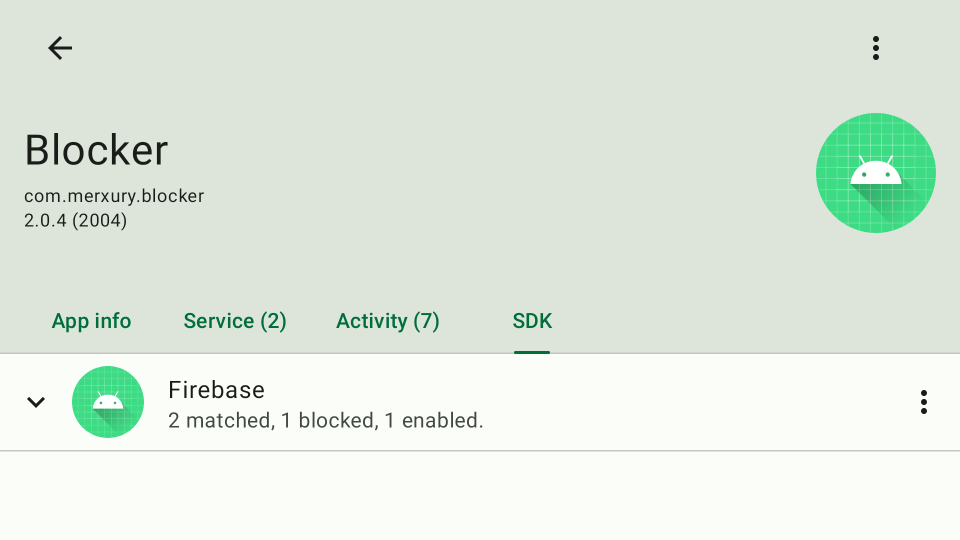 Blocker
com.merxury.blocker
2.0.4 (2004)
App info
Service (2)
Activity (7)
SDK
Firebase
2 matched, 1 blocked, 1 enabled.